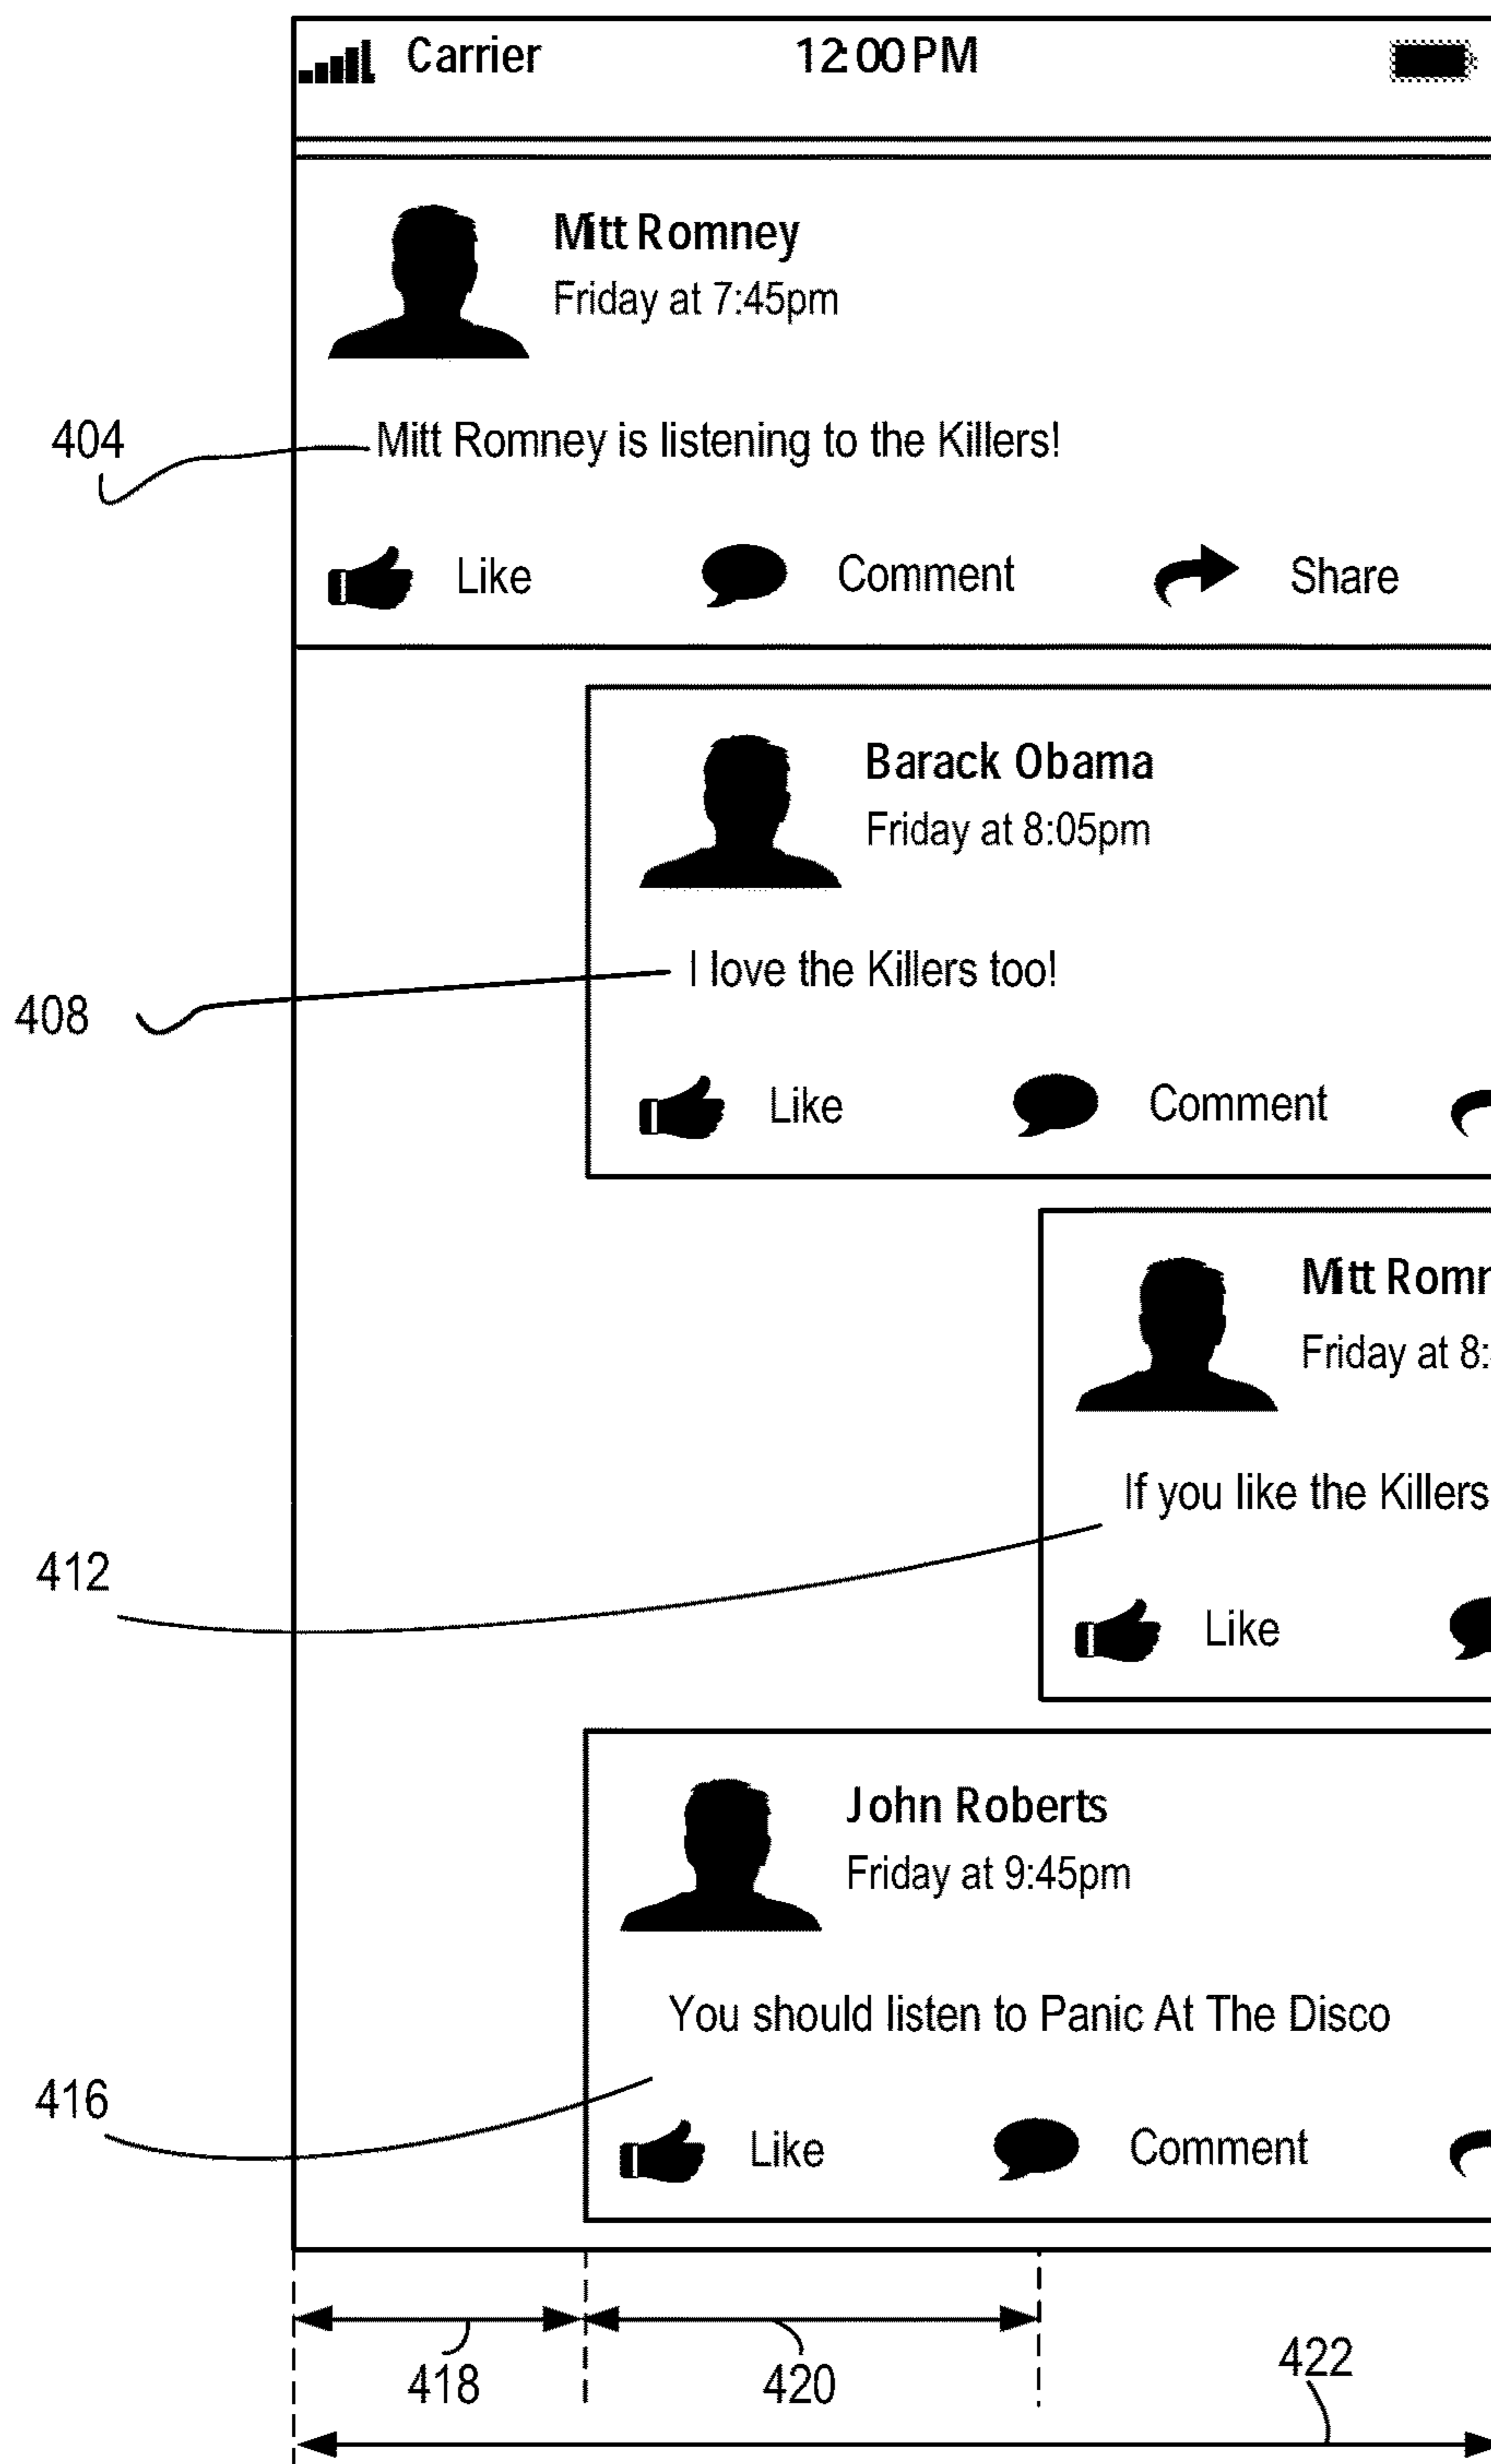 Carrier 12:00 PM
Mitt Romney
Friday at 7:45pm
404
Mitt Romney is listening to the Killers!
Like Comment Share
Barack Obama
Friday at 8:05pm
408
I love the Killers too!
Like Comment
Mitt
Friday at 8:
If you like the Killers
412
Like
John Roberts
Friday at 9:45pm
You should listen to Panic At The Disco
416
Like Comment
418 420 422